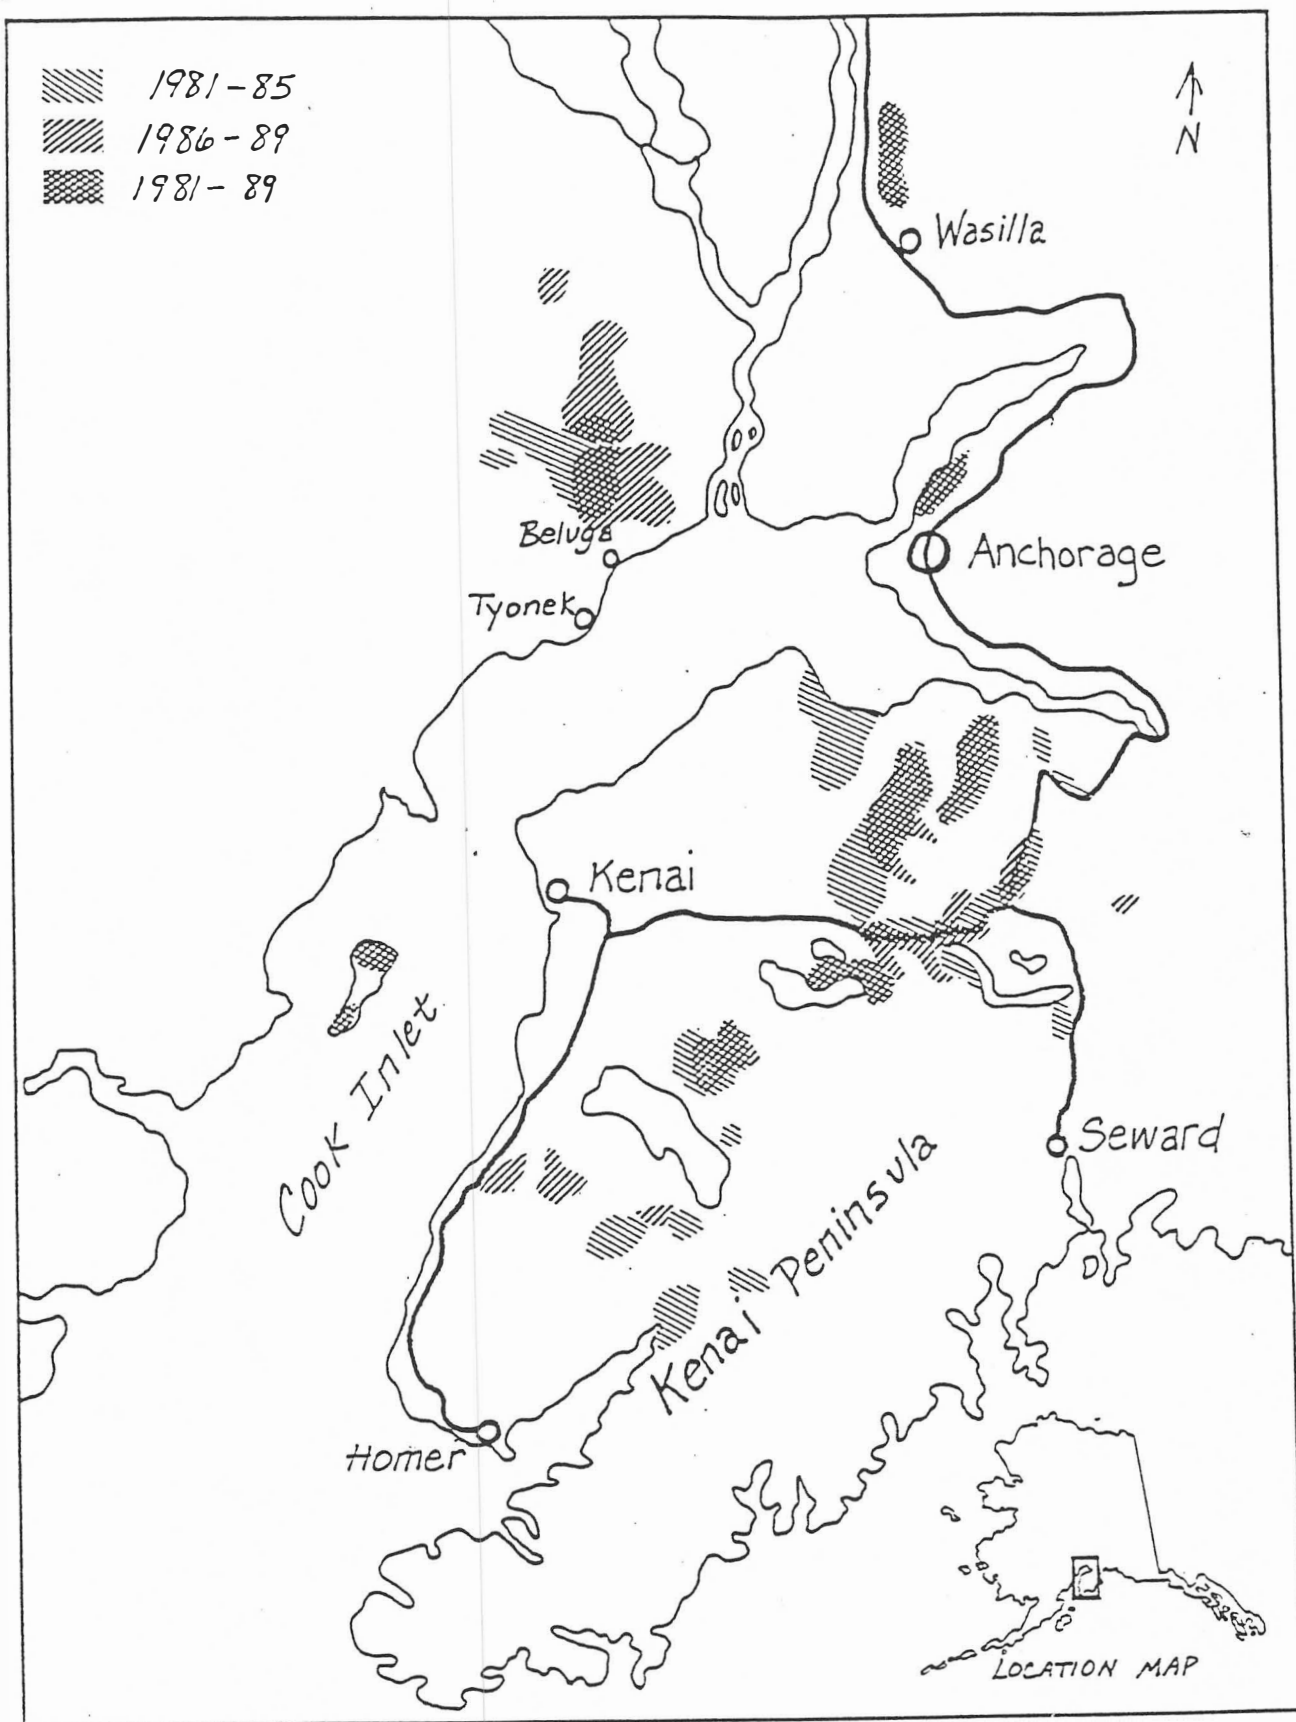 1981-85
1986-89
1981-89
N
Wasilla
Beluga
Anchorage
Tyonek
Kenai
Cook Inlet
Seward
Kenai Peninsula
Homer
LOCATION MAP